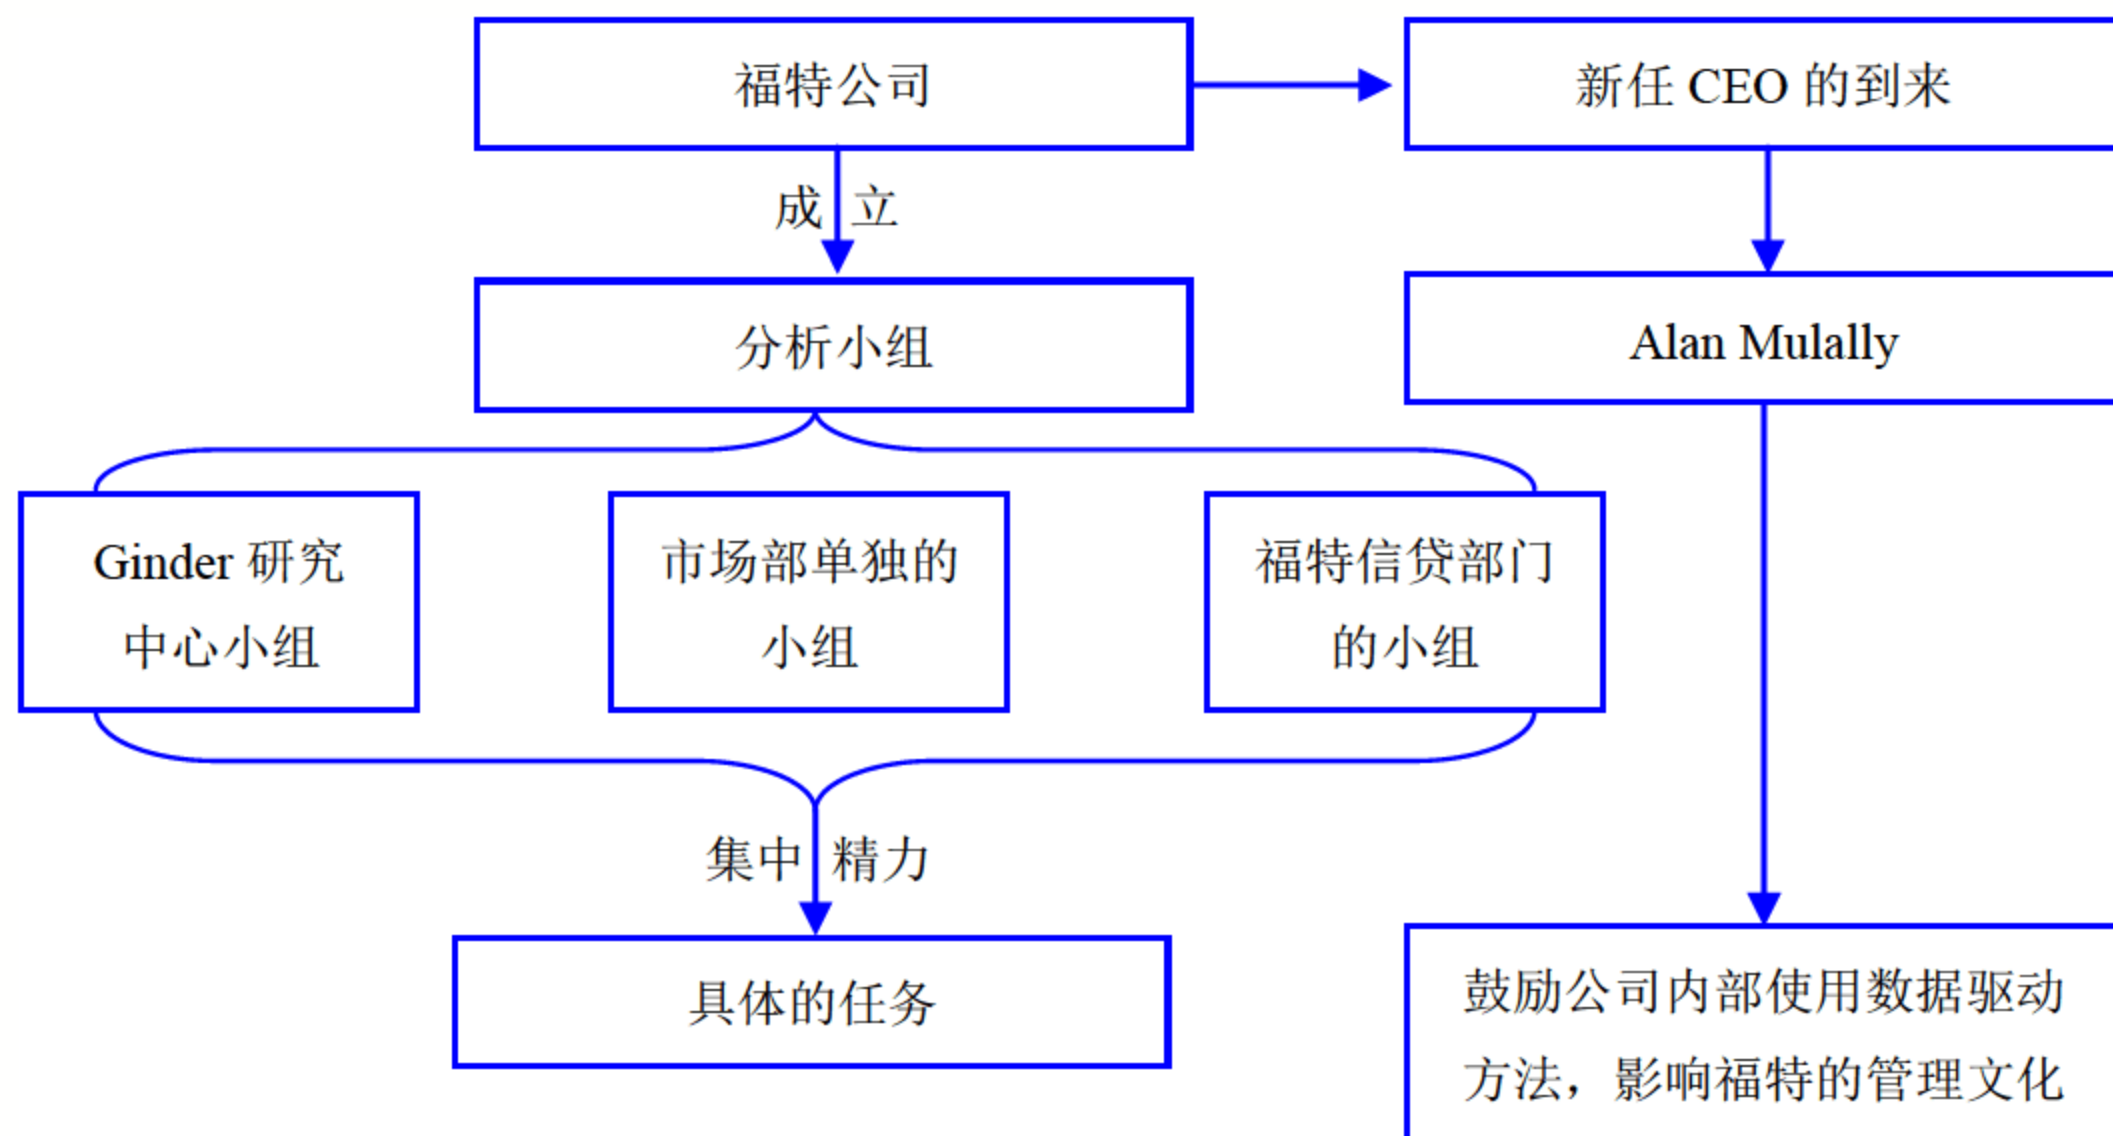 福特公司
新任 CEO 的到来
成 立
分析小组
Alan Mulally
Ginder 研究
中心小组
市场部单独的
小组
福特信贷部门
的小组
集中 精力
具体的任务
鼓励公司内部使用数据驱动
方法，影响福特的管理文化